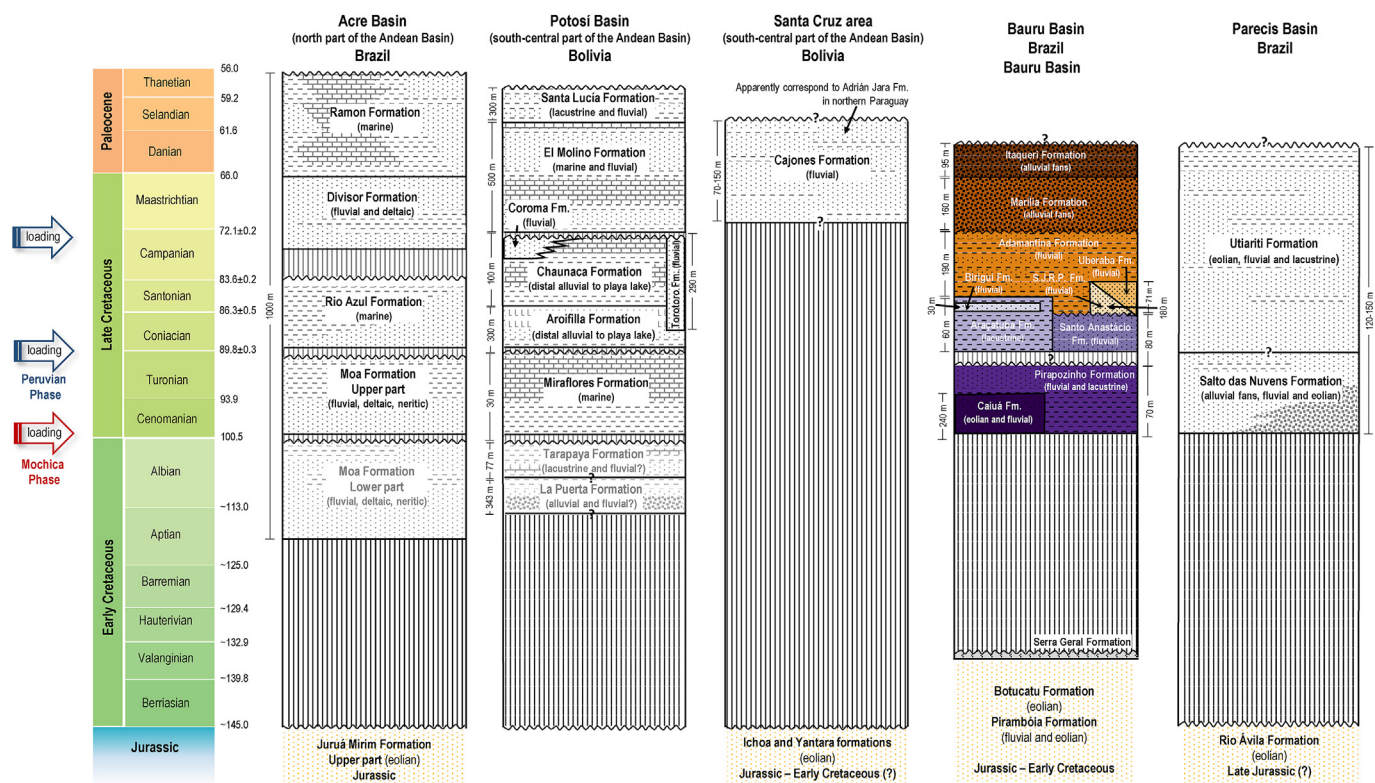 Acre Basin
(north part of the Andean Basin)
Brazil
Potosí Basin
(south-central part of the Andean Basin)
Bolivia
Santa Cruz area
(south-central part of the Andean Basin)
Bolivia
Bauru Basin
Brazil
Bauru Basin
Parecis Basin
Brazil
Paleocene
Thanetian
Selandian
Danian
Late Cretaceous
Maastrichtian
Campanian
Santonian
Coniacian
Turonian
Cenomanian
Early Cretaceous
Albian
Aptian
Barremian
Hauterivian
Valanginian
Berriasian
Jurassic
56.0
59.2
61.6
66.0
72.1±0.2
83.6±0.2
86.3±0.5
89.8±0.3
93.9
100.5
~113.0
~125.0
~129.4
~132.9
~139.8
~145.0
loading
loading
Peruvian
Phase
loading
Mochica
Phase
1000 m
Ramon Formation
(marine)
Divisor Formation
(fluvial and deltaic)
Rio Azul Formation
(marine)
Moa Formation
Upper part
(fluvial, deltaic, neritic)
Moa Formation
Lower part
(fluvial, deltaic, neritic)
Juruá Mirim Formation
Upper part (eolian)
Jurassic
300 m
500 m
100 m
300 m
30 m
77 m
343 m
Santa Lucía Formation
(lacustrine and fluvial)
El Molino Formation
(marine and fluvial)
Coroma Fm.
(fluvial)
Chaunaca Formation
(distal alluvial to playa lake)
Torotoro Fm. (fluvial)
290 m
Aroifilla Formation
(distal alluvial to playa lake)
Miraflores Formation
(marine)
Tarapaya Formation
(lacustrine and fluvial?)
?
La Puerta Formation
(alluvial and fluvial?)
?
Apparently correspond to Adrián Jara Fm.
in northern Paraguay
?
70-150 m
Cajones Formation
(fluvial)
?
Ichoa and Yantara formations
(eolian)
Jurassic – Early Cretaceous (?)
?
95 m
Itaqueri Formation
(alluvial fans)
160 m
Marília Formation
(alluvial fans)
190 m
Adamantina Formation
(fluvial)
Uberaba Fm.
(fluvial)
Birigui Fm.
(fluvial)
S.J.R.P. Fm.
(fluvial)
71 m
180 m
30 m
60 m
Araçatuba Fm.
(lacustrine)
Santo Anastácio
Fm. (fluvial)
80 m
?
Pirapozinho Formation
(fluvial and lacustrine)
240 m
Caiuá Fm.
(eolian and fluvial)
70 m
Serra Geral Formation
Botucatu Formation
(eolian)
Pirambóia Formation
(fluvial and eolian)
Jurassic – Early Cretaceous
?
Utiariti Formation
(eolian, fluvial and lacustrine)
120-150 m
?
Salto das Nuvens Formation
(alluvial fans, fluvial and eolian)
Rio Ávila Formation
(eolian)
Late Jurassic (?)